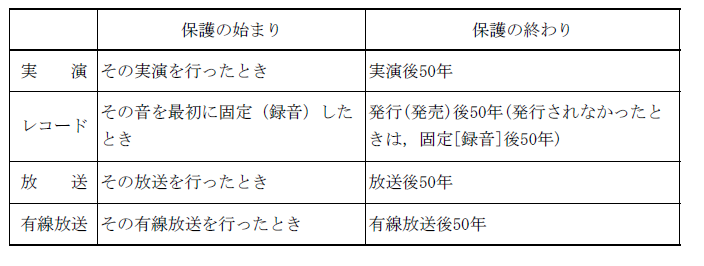 保護の始まり 保護の終わり
実 演 その実演を行ったとき 実演後50年
レコード その音を最初に固定（録音）した
とき 発行(発売)後50年(発行されなかったと
きは，固定[録音]後50年)
放 送 その放送を行ったとき 放送後50年
有線放送 その有線放送を行ったとき 有線放送後50年